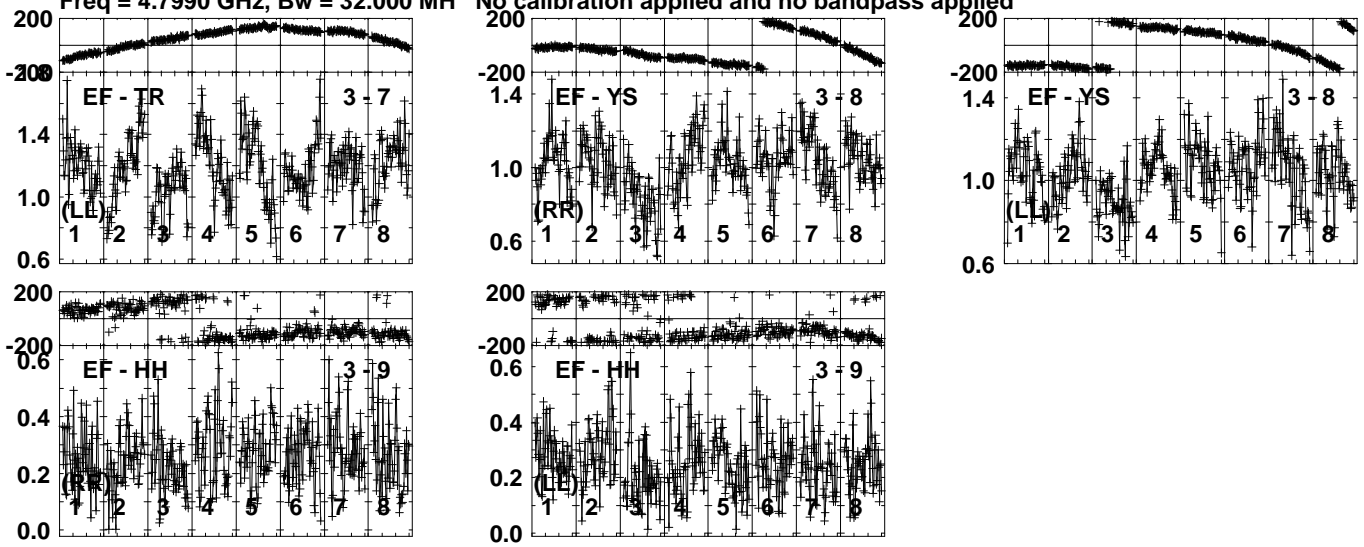 Freq = 4.7990 GHz, Bw = 32.000 MH No calibration applied and no bandpass applied
200
200
200
-200
-200
-200
1.8
EF - TR 3 - 7
EF - YS 3 - 8
EF - YS 3 - 8
1.4
1.4
1.4
1.0
1.0
1.0
(LL)
(RR)
(LL)
1 2 3 4 5 6 7 8
1 2 3 4 5 6 7 8
1 2 3 4 5 6 7 8
0.6
0.6
0.6
200
200
-200
-200
EF - HH 3 - 9
EF - HH 3 - 9
0.6
0.6
0.4
0.4
0.2
0.2
(RR)
(LL)
1 2 3 4 5 6 7 8
1 2 3 4 5 6 7 8
0.0
0.0